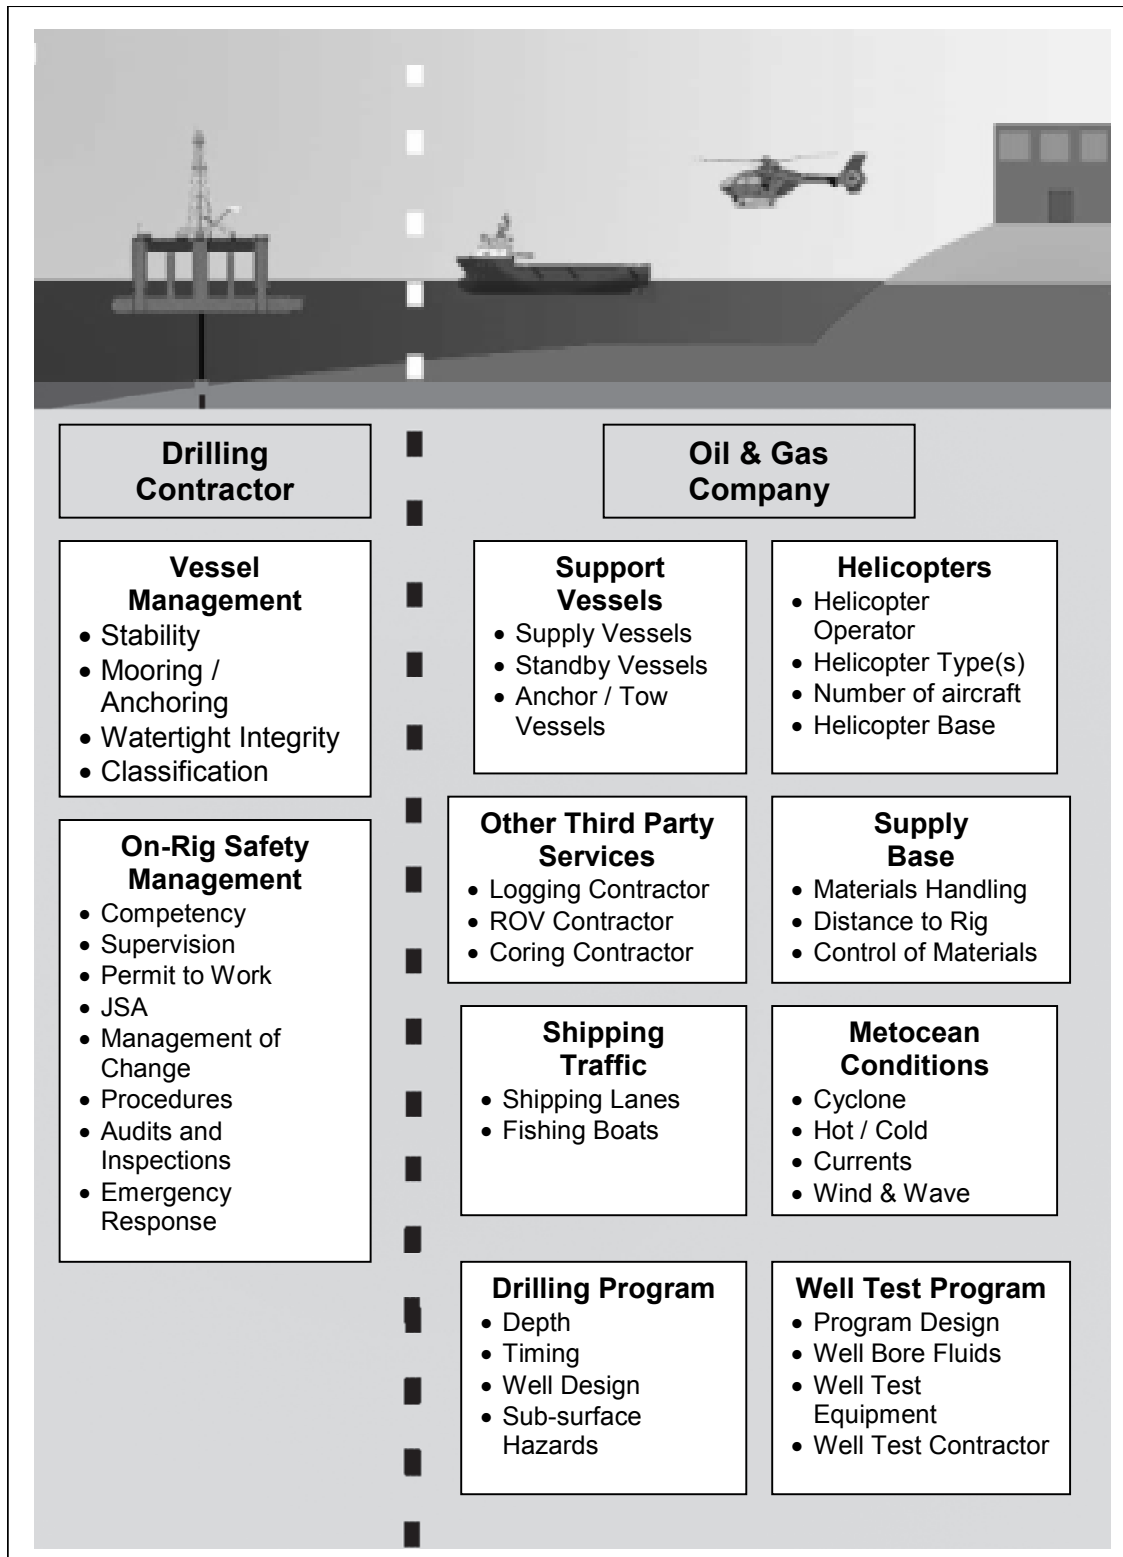 Drilling
Contractor
Oil & Gas
Company
Vessel
Management
• Stability
• Mooring /
Anchoring
• Watertight Integrity
• Classification
On-Rig Safety
Management
• Competency
• Supervision
• Permit to Work
• JSA
• Management of
Change
• Procedures
• Audits and
Inspections
• Emergency
Response
Support
Vessels
• Supply Vessels
• Standby Vessels
• Anchor / Tow
Vessels
Helicopters
• Helicopter
Operator
• Helicopter Type(s)
• Number of aircraft
• Helicopter Base
Other Third Party
Services
• Logging Contractor
• ROV Contractor
• Coring Contractor
Supply
Base
• Materials Handling
• Distance to Rig
• Control of Materials
Shipping
Traffic
• Shipping Lanes
• Fishing Boats
Metocean
Conditions
• Cyclone
• Hot / Cold
• Currents
• Wind & Wave
Drilling Program
• Depth
• Timing
• Well Design
• Sub-surface
Hazards
Well Test Program
• Program Design
• Well Bore Fluids
• Well Test
Equipment
• Well Test Contractor